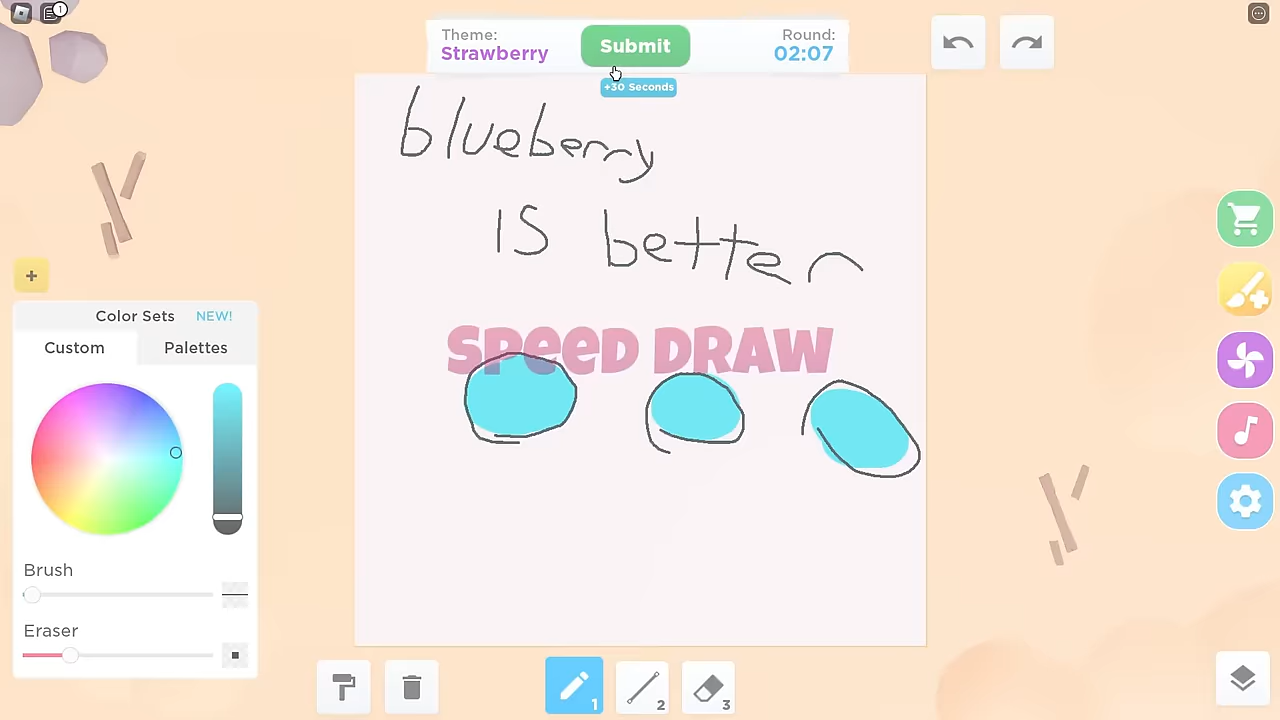 1
Theme:
Strawberry
Submit
Round:
02:07
+30 Seconds
blueberry
is better
SPEED DRAW
Color Sets NEW!
Custom Palettes
Brush
Eraser
1
2
3